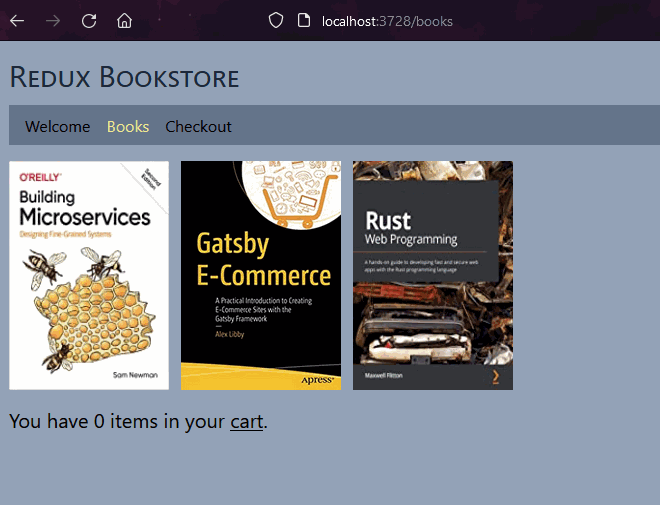 localhost:3728/books
Redux Bookstore
Welcome Books Checkout
O'REILLY®
Second
Edition
Building
Microservices
Designing Fine-Grained Systems
Sam Newman
Gatsby
E-Commerce
A Practical Introduction to Creating
E-Commerce Sites with the
Gatsby Framework
—
Alex Libby
Apress®
Rust
Web Programming
A hands-on guide to developing fast and secure web
apps with the Rust programming language
Maxwell Flitton
You have 0 items in your cart.